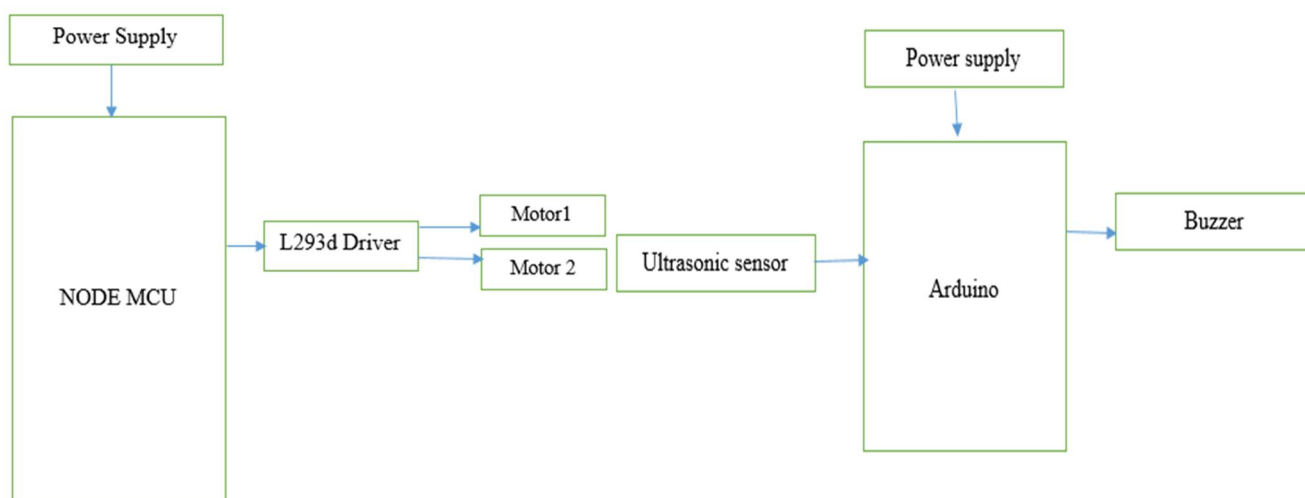 Power Supply
NODE MCU
L293d Driver
Motor1
Motor 2
Ultrasonic sensor
Power supply
Arduino
Buzzer